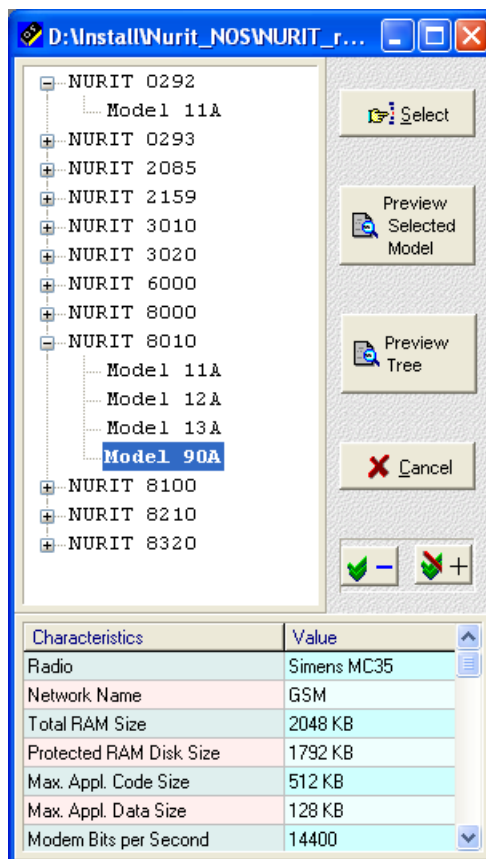 D:\Install\Nurit_NOS\NURIT_r...
NURIT 0292
Model 11A
NURIT 0293
NURIT 2085
NURIT 2159
NURIT 3010
NURIT 3020
NURIT 6000
NURIT 8000
NURIT 8010
Model 11A
Model 12A
Model 13A
Model 90A
NURIT 8100
NURIT 8210
NURIT 8320
Select
Preview
Selected
Model
Preview
Tree
Cancel
Characteristics Value
Radio Simens MC35
Network Name GSM
Total RAM Size 2048 KB
Protected RAM Disk Size 1792 KB
Max. Appl. Code Size 512 KB
Max. Appl. Data Size 128 KB
Modem Bits per Second 14400